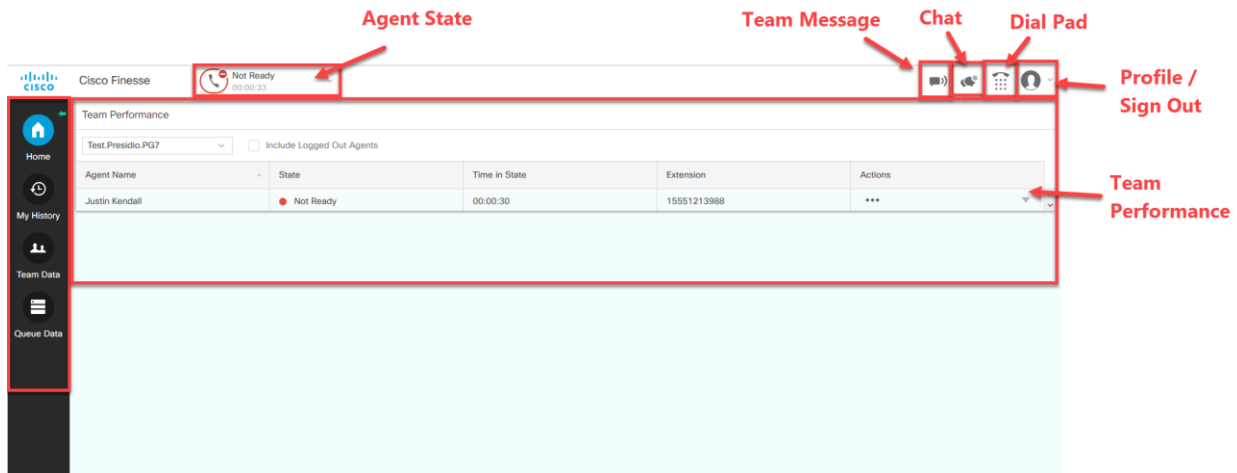 Agent State
Team Message
Chat
Dial Pad
Profile /
Sign Out
CISCO
Cisco Finesse
Not Ready
00:00:33
Home
My History
Team Data
Queue Data
Team Performance
Test.Presidio.PG7
Include Logged Out Agents
Agent Name State Time in State Extension Actions
Justin Kendall Not Ready 00:00:30 15551213988 •••
Team
Performance